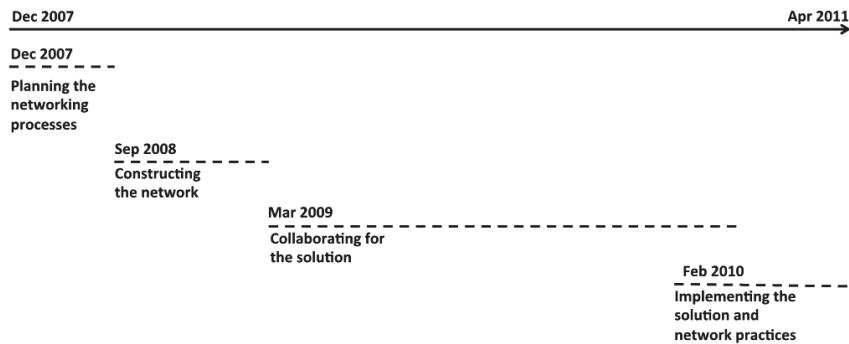 Dec 2007
Apr 2011
Dec 2007
Planning the
networking
processes
Sep 2008
Constructing
the network
Mar 2009
Collaborating for
the solution
Feb 2010
Implementing the
solution and
network practices